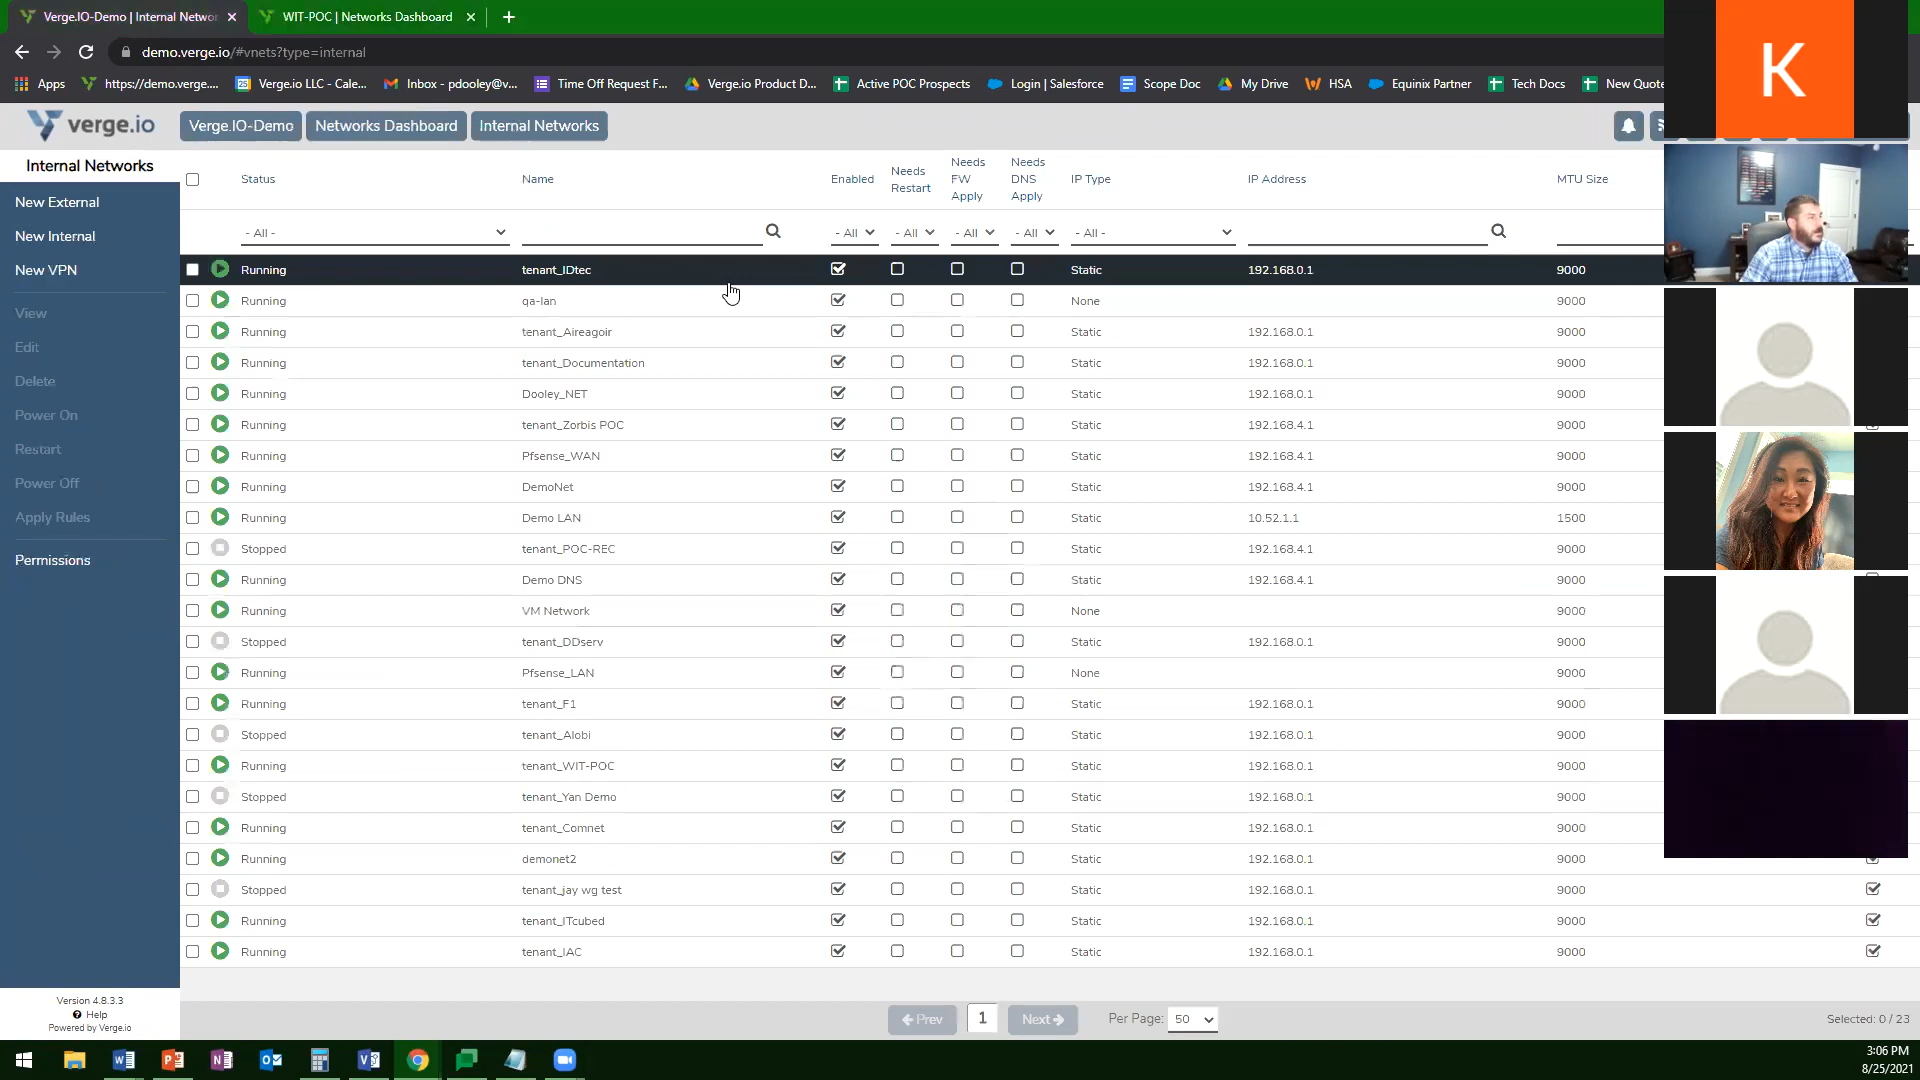 Verge.IO-Demo | Internal Networ
WIT-POC | Networks Dashboard
demo.verge.io/#vnets?type=internal
Apps
https://demo.verge....
Verge.io LLC - Cale...
Inbox - pdooley@v...
Time Off Request F...
Verge.io Product D...
Active POC Prospects
Login | Salesforce
Scope Doc
My Drive
HSA
Equinix Partner
Tech Docs
New Quote
K
verge.io
Verge.IO-Demo
Networks Dashboard
Internal Networks
Internal Networks
New External
New Internal
New VPN
View
Edit
Delete
Power On
Restart
Power Off
Apply Rules
Permissions
Version 4.8.3.3
Help
Powered by Verge.io
Status Name Enabled Needs Restart Needs FW Apply Needs DNS Apply IP Type IP Address MTU Size
- All - - All - All - All - All - All -
Running tenant_IDtec Static 192.168.0.1 9000
Running qa-lan None 9000
Running tenant_Aireagoir Static 192.168.0.1 9000
Running tenant_Documentation Static 192.168.0.1 9000
Running Dooley_NET Static 192.168.0.1 9000
Running tenant_Zorbis POC Static 192.168.4.1 9000
Running Pfsense_WAN Static 192.168.4.1 9000
Running DemoNet Static 192.168.4.1 9000
Running Demo LAN Static 10.52.1.1 1500
Stopped tenant_POC-REC Static 192.168.4.1 9000
Running Demo DNS Static 192.168.4.1 9000
Running VM Network None 9000
Stopped tenant_DDserv Static 192.168.0.1 9000
Running Pfsense_LAN None 9000
Running tenant_F1 Static 192.168.0.1 9000
Stopped tenant_Alobi Static 192.168.0.1 9000
Running tenant_WIT-POC Static 192.168.0.1 9000
Stopped tenant_Yan Demo Static 192.168.0.1 9000
Running tenant_Comnet Static 192.168.0.1 9000
Running demonet2 Static 192.168.0.1 9000
Stopped tenant_jay wg test Static 192.168.0.1 9000
Running tenant_ITcubed Static 192.168.0.1 9000
Running tenant_IAC Static 192.168.0.1 9000
Prev 1 Next Per Page: 50 Selected: 0 / 23
3:06 PM
8/25/2021